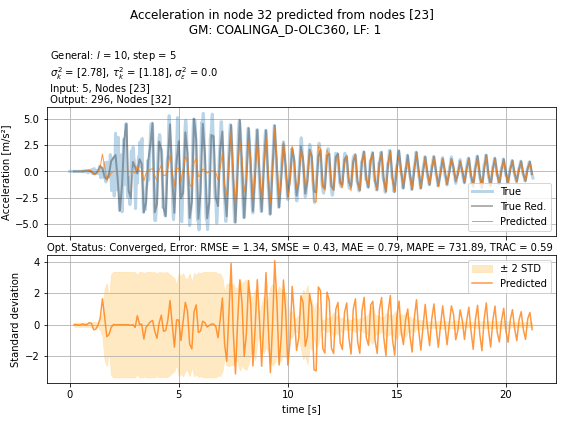 Acceleration in node 32 predicted from nodes [23]
GM: COALINGA_D-OLC360, LF: 1
General: l = 10, step = 5
σ²ₖ = [2.78], τ²ₖ = [1.18], σ²ε = 0.0
Input: 5, Nodes [23]
Output: 296, Nodes [32]
Acceleration [m/s²]
5.0
2.5
0.0
−2.5
−5.0
True
True Red.
Predicted
Opt. Status: Converged, Error: RMSE = 1.34, SMSE = 0.43, MAE = 0.79, MAPE = 731.89, TRAC = 0.59
Standard deviation
4
2
0
−2
± 2 STD
Predicted
0
5
10
15
20
time [s]